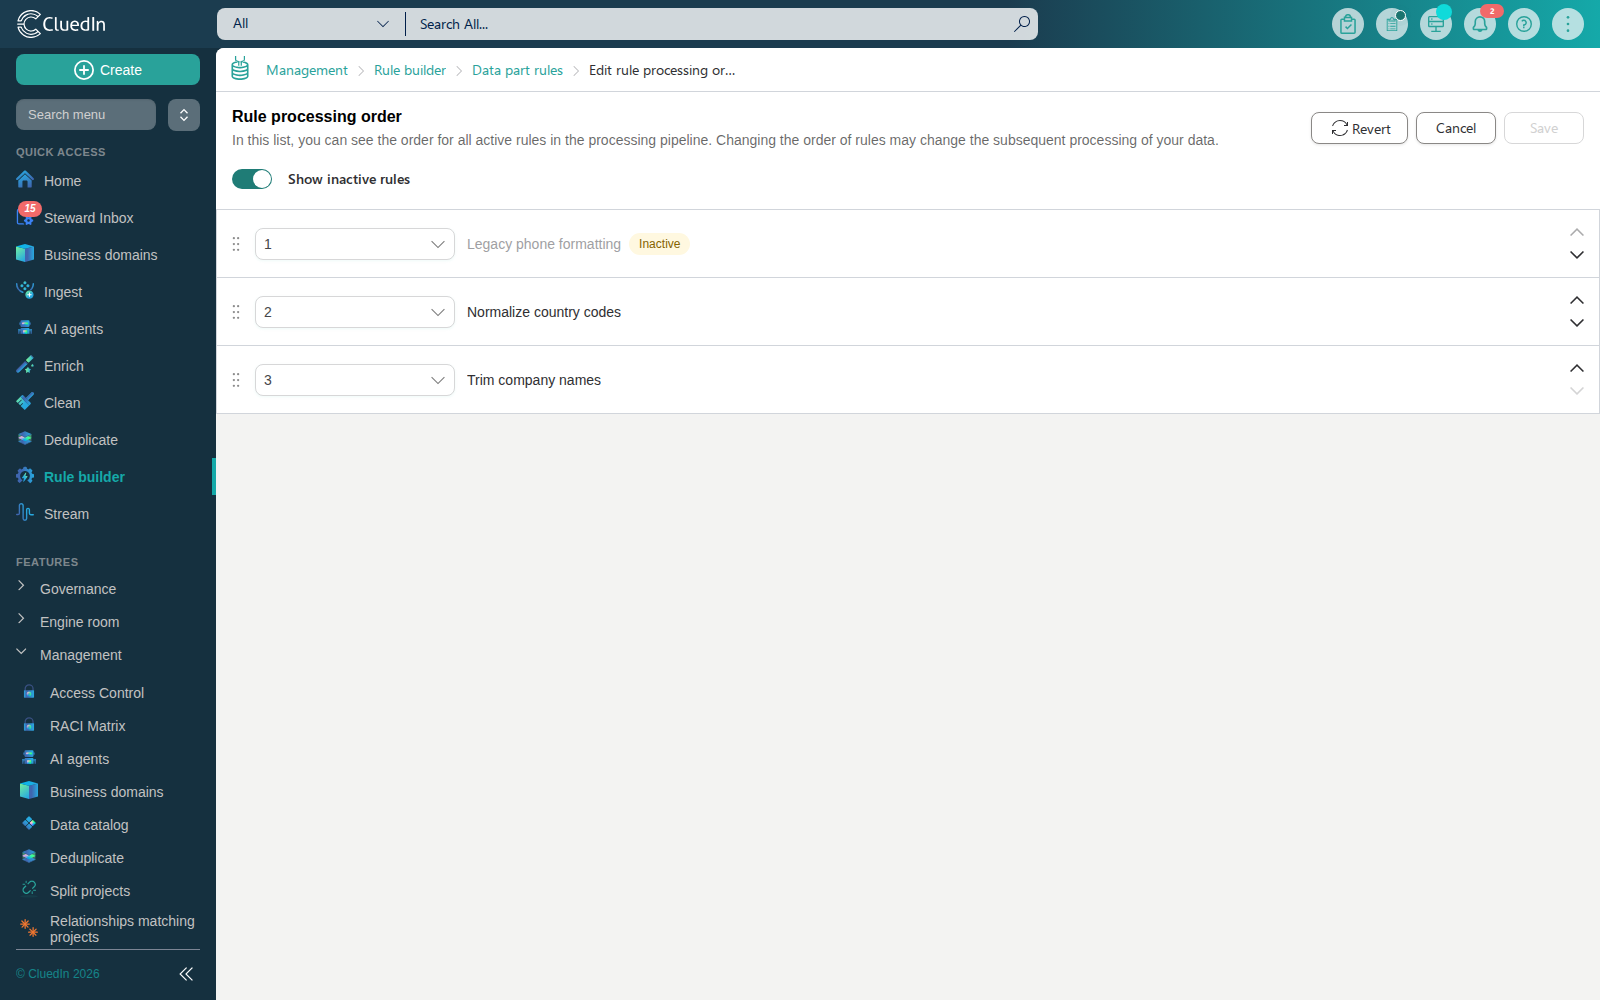 CluedIn
All
Search All...
2
Create
Search menu
QUICK ACCESS
Home
15
Steward Inbox
Business domains
Ingest
AI agents
Enrich
Clean
Deduplicate
Rule builder
Stream
FEATURES
Governance
Engine room
Management
Access Control
RACI Matrix
AI agents
Business domains
Data catalog
Deduplicate
Split projects
Relationships matching
projects
© CluedIn 2026
Management
Rule builder
Data part rules
Edit rule processing or...
Rule processing order
In this list, you can see the order for all active rules in the processing pipeline. Changing the order of rules may change the subsequent processing of your data.
Revert
Cancel
Save
Show inactive rules
1
Legacy phone formatting
Inactive
2
Normalize country codes
3
Trim company names